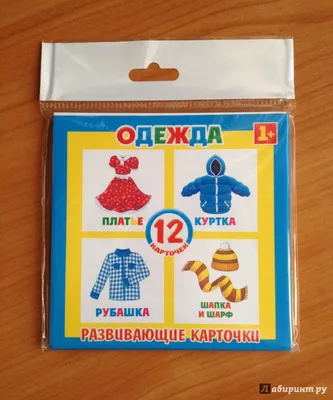 ОДЕЖДА
1+
ПЛАТЬЕ
КУРТКА
12
КАРТОЧЕК
РУБАШКА
ШАПКА
И ШАРФ
РАЗВИВАЮЩИЕ КАРТОЧКИ
Лабиринт.ру